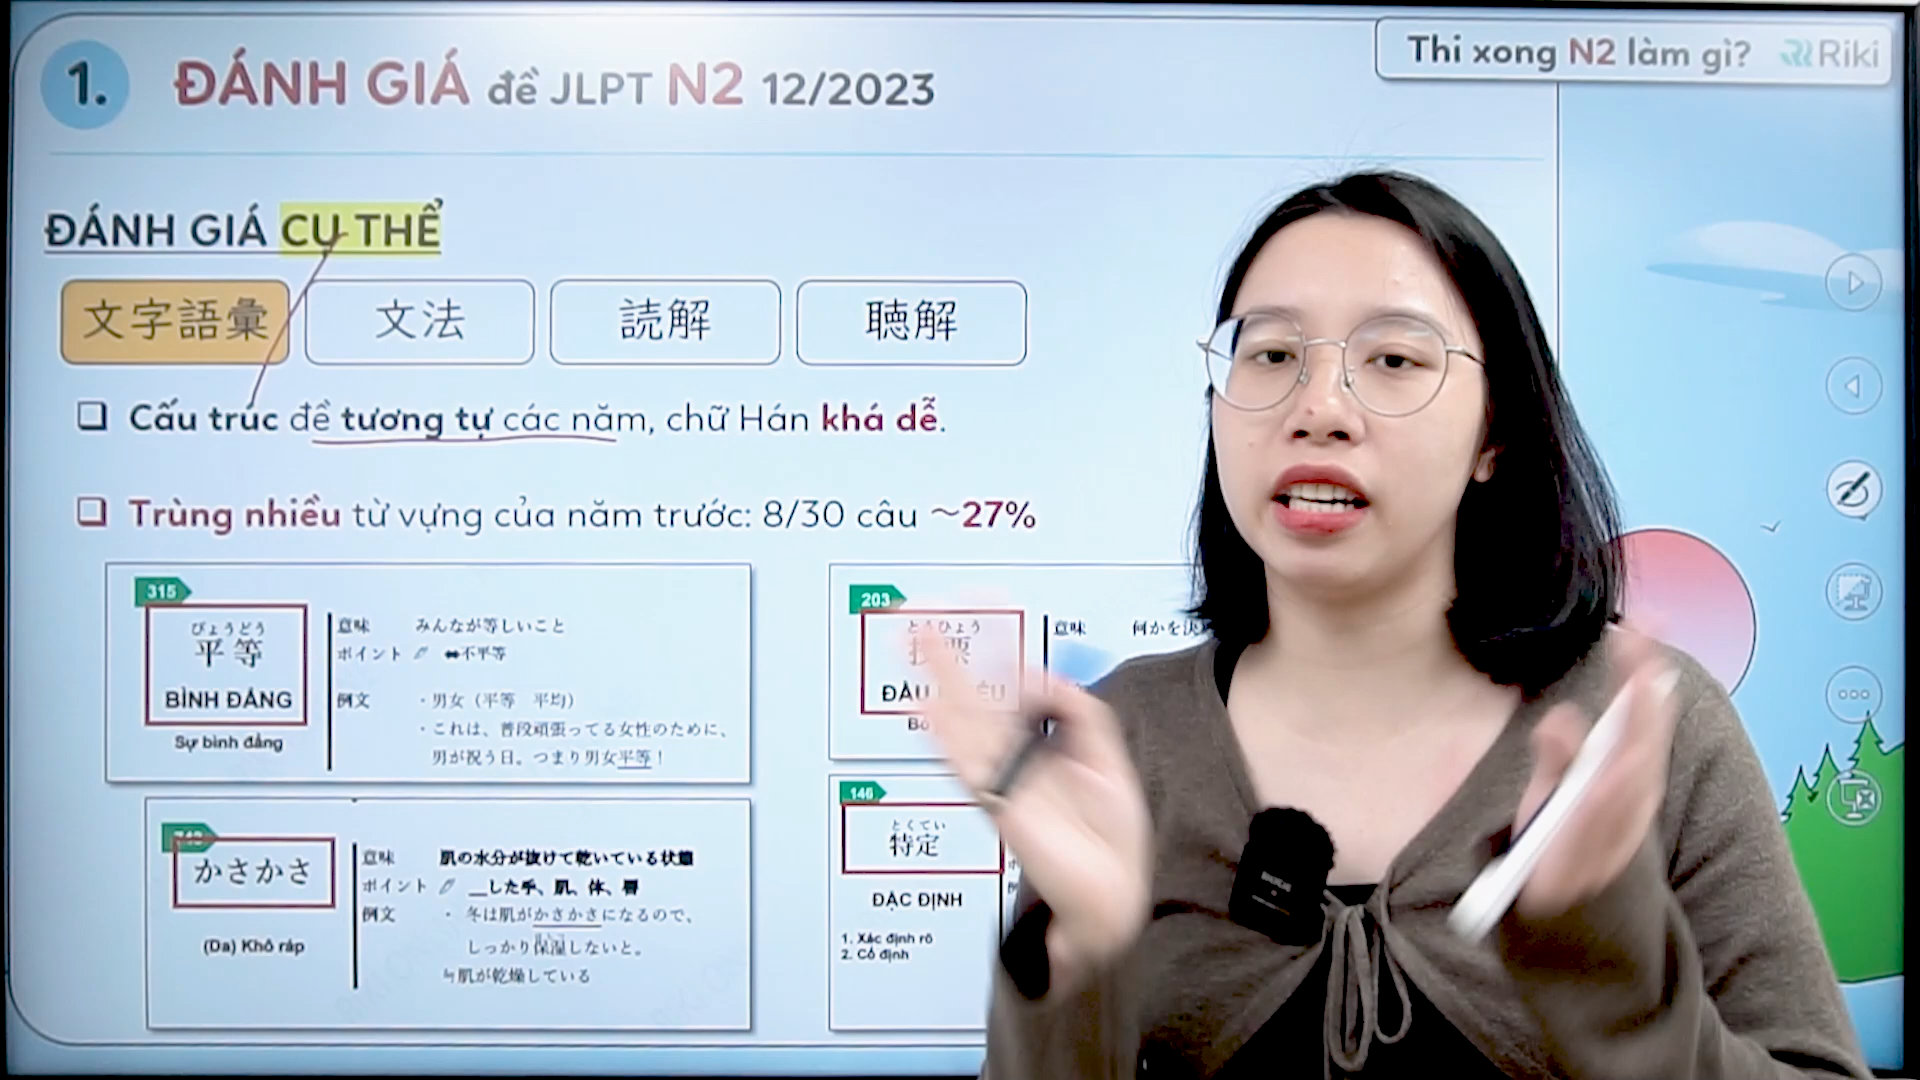 1. ĐÁNH GIÁ đề JLPT N2 12/2023
Thi xong N2 làm gì? Riki
ĐÁNH GIÁ CỤ THỂ
文字語彙 文法 読解 聴解
Cấu trúc đề tương tự các năm, chữ Hán khá dễ.
Trùng nhiều từ vựng của năm trước: 8/30 câu ~27%
315
びょうどう
平等
BÌNH ĐẲNG
Sự bình đẳng
意味 みんなが等しいこと
ポイント ⇔不平等
例文 ・男女（平等 平均）
・これは、普段頑張ってる女性のために、
男が祝う日。つまり男女平等！
203
とうひょう
意味 何かを決
かさかさ
(Da) Khô ráp
意味 肌の水分が抜けて乾いている状態
ポイント __した手、肌、体、唇
例文 ・ 冬は肌がかさかさになるので、
しっかり保湿しないと。
≒肌が乾燥している
146
とくてい
特定
ĐẶC ĐỊNH
1. Xác định rõ
2. Cố định